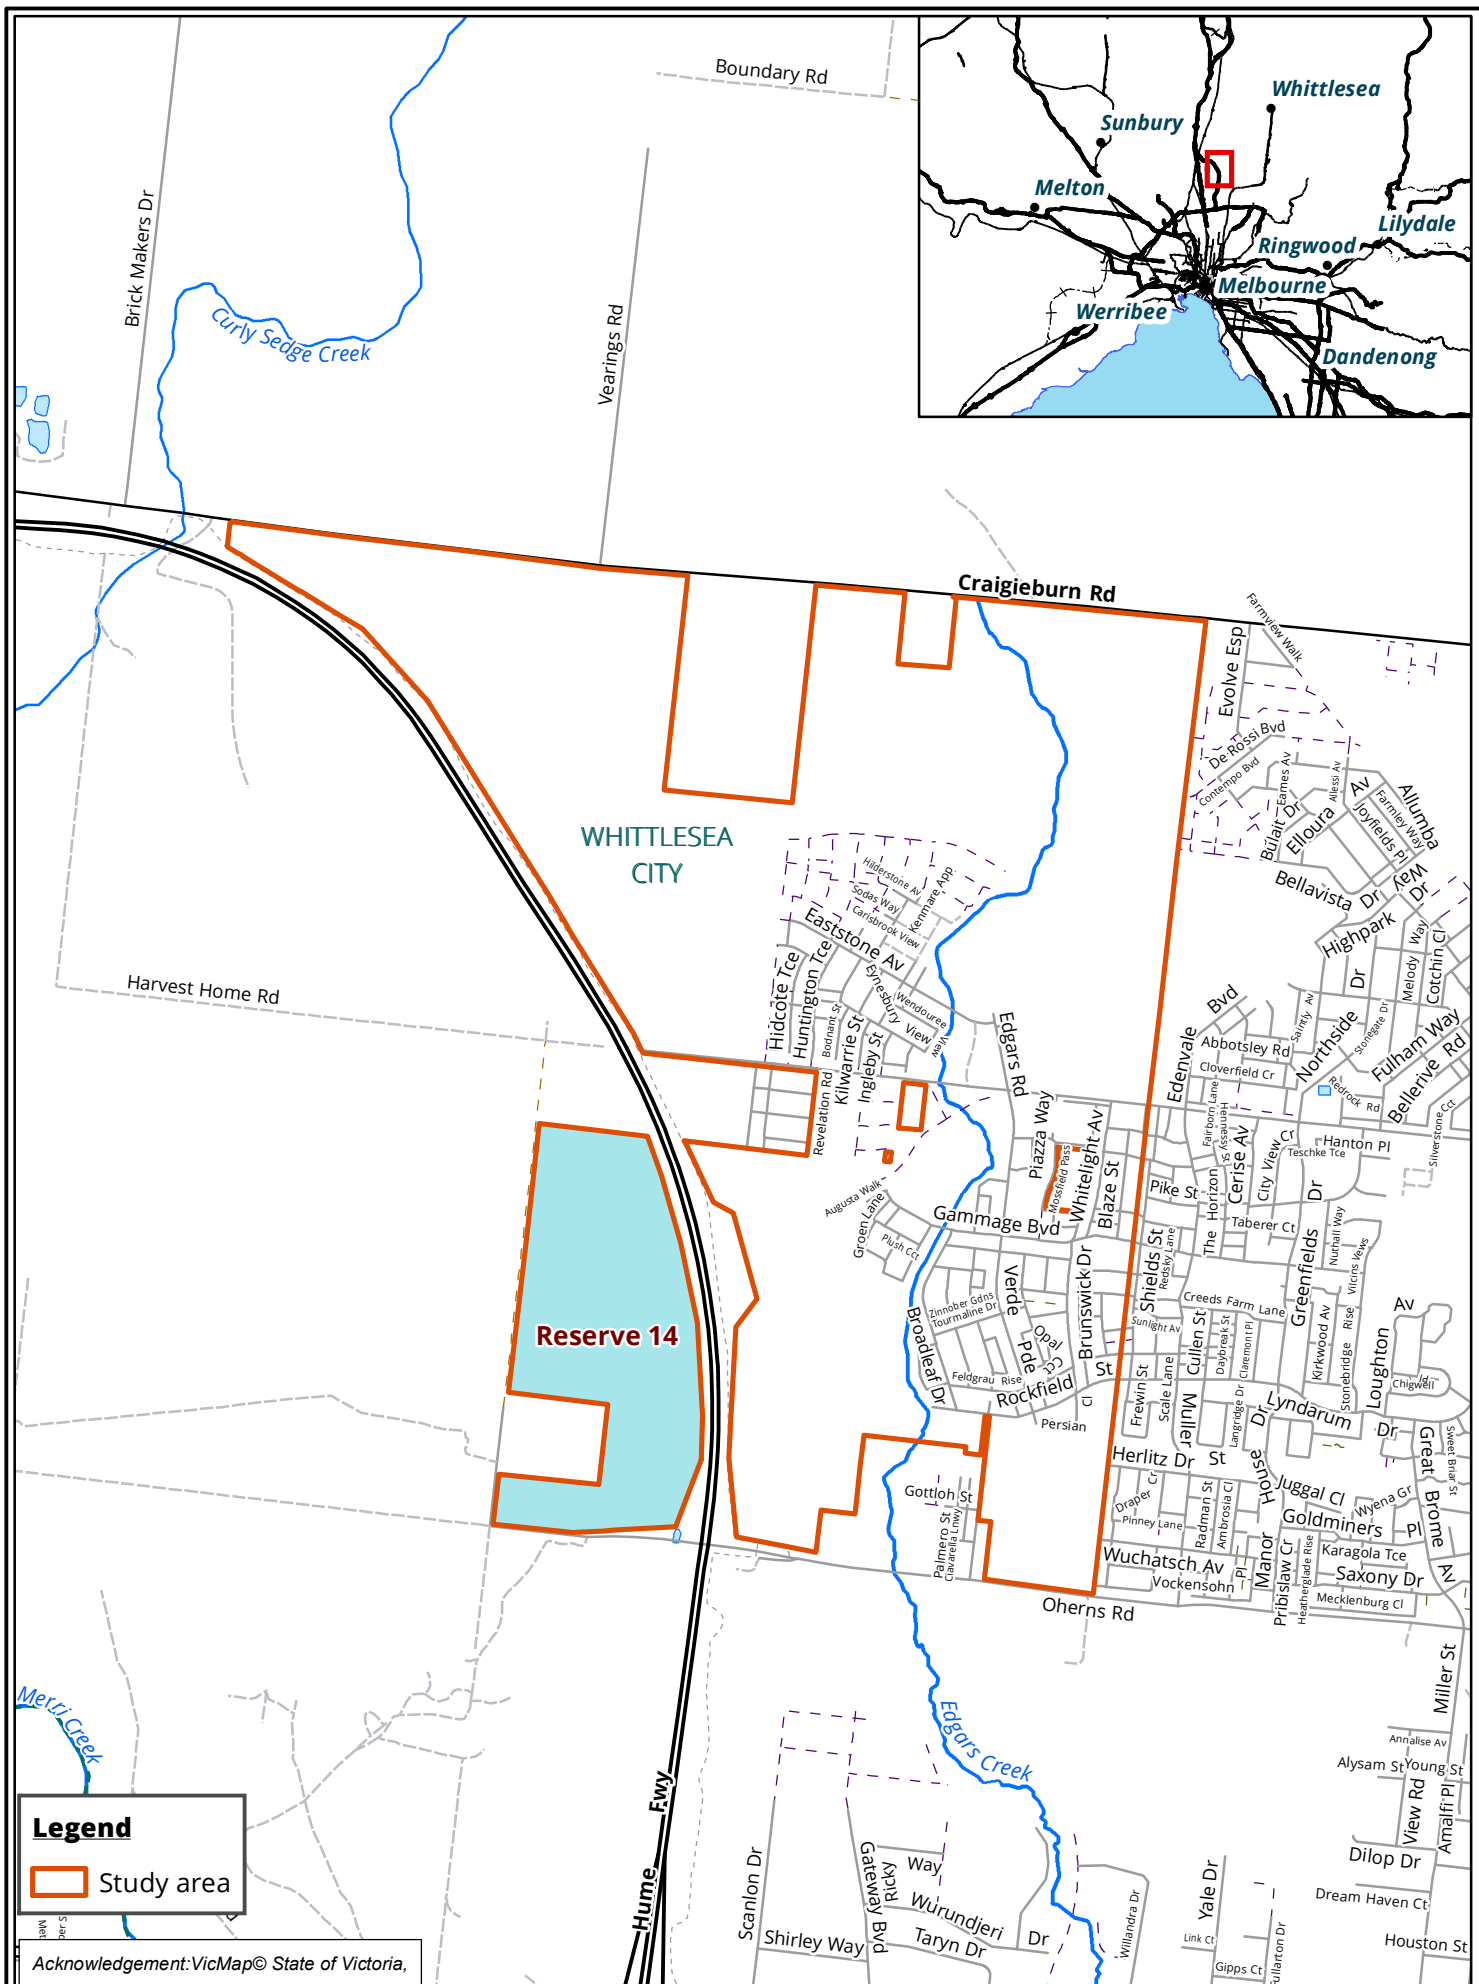 Boundary Rd
Whittlesea
Sunbury
Melton
Lilydale
Ringwood
Melbourne
Werribee
Dandenong
Brick Makers Dr
Curly Sedge Creek
Vearings Rd
Craigieburn Rd
Farmview Walk
Evolve Esp
De Rossi Bvd
Contempo Bvd
Eames Av
Allessi Av
Bulait Dr
Elloura Av
Joyfields Pl
Farmley Way
Allumba
Way
Bellavista Dr
Highpark Dr
WHITTLESEA
CITY
Hilderstone Av
Sodas Way
Kenmare App
Carisbrook View
Eaststone Av
Hidcote Tce
Huntington Tce
Bodnant St
Kilwarrie St
Ingleby St
Eynesbury View
Wendouree
View
Edgars Rd
Harvest Home Rd
Revelation Rd
Melody Way
Cotchin Cl
Northside Dr
Saintly Av
Stonegate Dr
Fulham Way
Bellerive Rd
Redrock Rd
Silverstone Cct
Edenvale Bvd
Abbotsley Rd
Cloverfield Cr
Fairborn Lane
Hennessy St
Cerise Av
City View Cr
Hanton Pl
Teschke Tce
Piazza Way
Mossfield Pass
Whitelight Av
Blaze St
Pike St
The Horizon
Taberer Ct
Greenfields Dr
Nuthall Way
Vilcins Vews
Augusta Walk
Groen Lane
Plush Cct
Gammage Bvd
Shields St
Redsky Lane
Creeds Farm Lane
Verde Pde
Brunswick Dr
Zinnober Gdns
Tourmaline Dr
Broadleaf Dr
Opal Cct
Feldgrau Rise
Rockfield St
Persian Cl
Sunlight Av
Cullen St
Daybreak St
Claremont Pl
Kirkwood Av
Stonebridge Rise
Loughton Av
Chigwell
Reserve 14
Frewin St
Scale Lane
Muller St
Langridge Dr
Lyndarum Dr
Great Brome Av
Sweet Briar St
Herlitz Dr
House Dr
Juggal Cl
Wyena Gr
Goldminers Pl
Draper Cr
Pinney Lane
Radman St
Ambrosia Cl
Manor
Gottloh St
Palmero St
Clavarella Lnwy
Wuchatsch Av
Vockensohn Pl
Pribislaw Cr
Heatherglade Rise
Karagola Tce
Saxony Dr
Mecklenburg Cl
Oherns Rd
Miller St
Merri Creek
Edgars Creek
Annalise Av
Alysam St
Young St
View Rd
Amalfi Pl
Dilop Dr
Dream Haven Ct
Houston St
Hume Fwy
Scanlon Dr
Gateway Bvd
Ricky Way
Wurundjeri Dr
Taryn Dr
Shirley Way
Willandra Dr
Yale Dr
Link Ct
Gipps Ct
Legend
Study area
Acknowledgement:VicMap© State of Victoria,